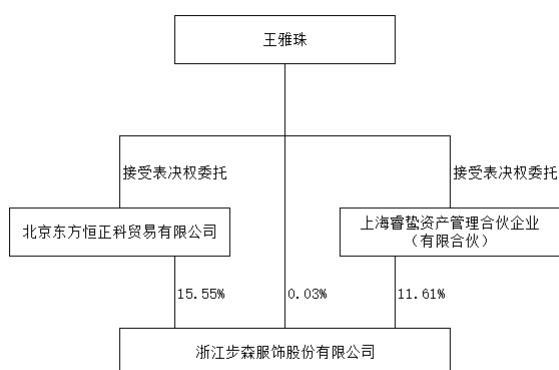 王雅珠
接受表决权委托
接受表决权委托
北京东方恒正科贸易有限公司
上海睿鸷资产管理合伙企业
（有限合伙）
15.55%
0.03%
11.61%
浙江步森服饰股份有限公司